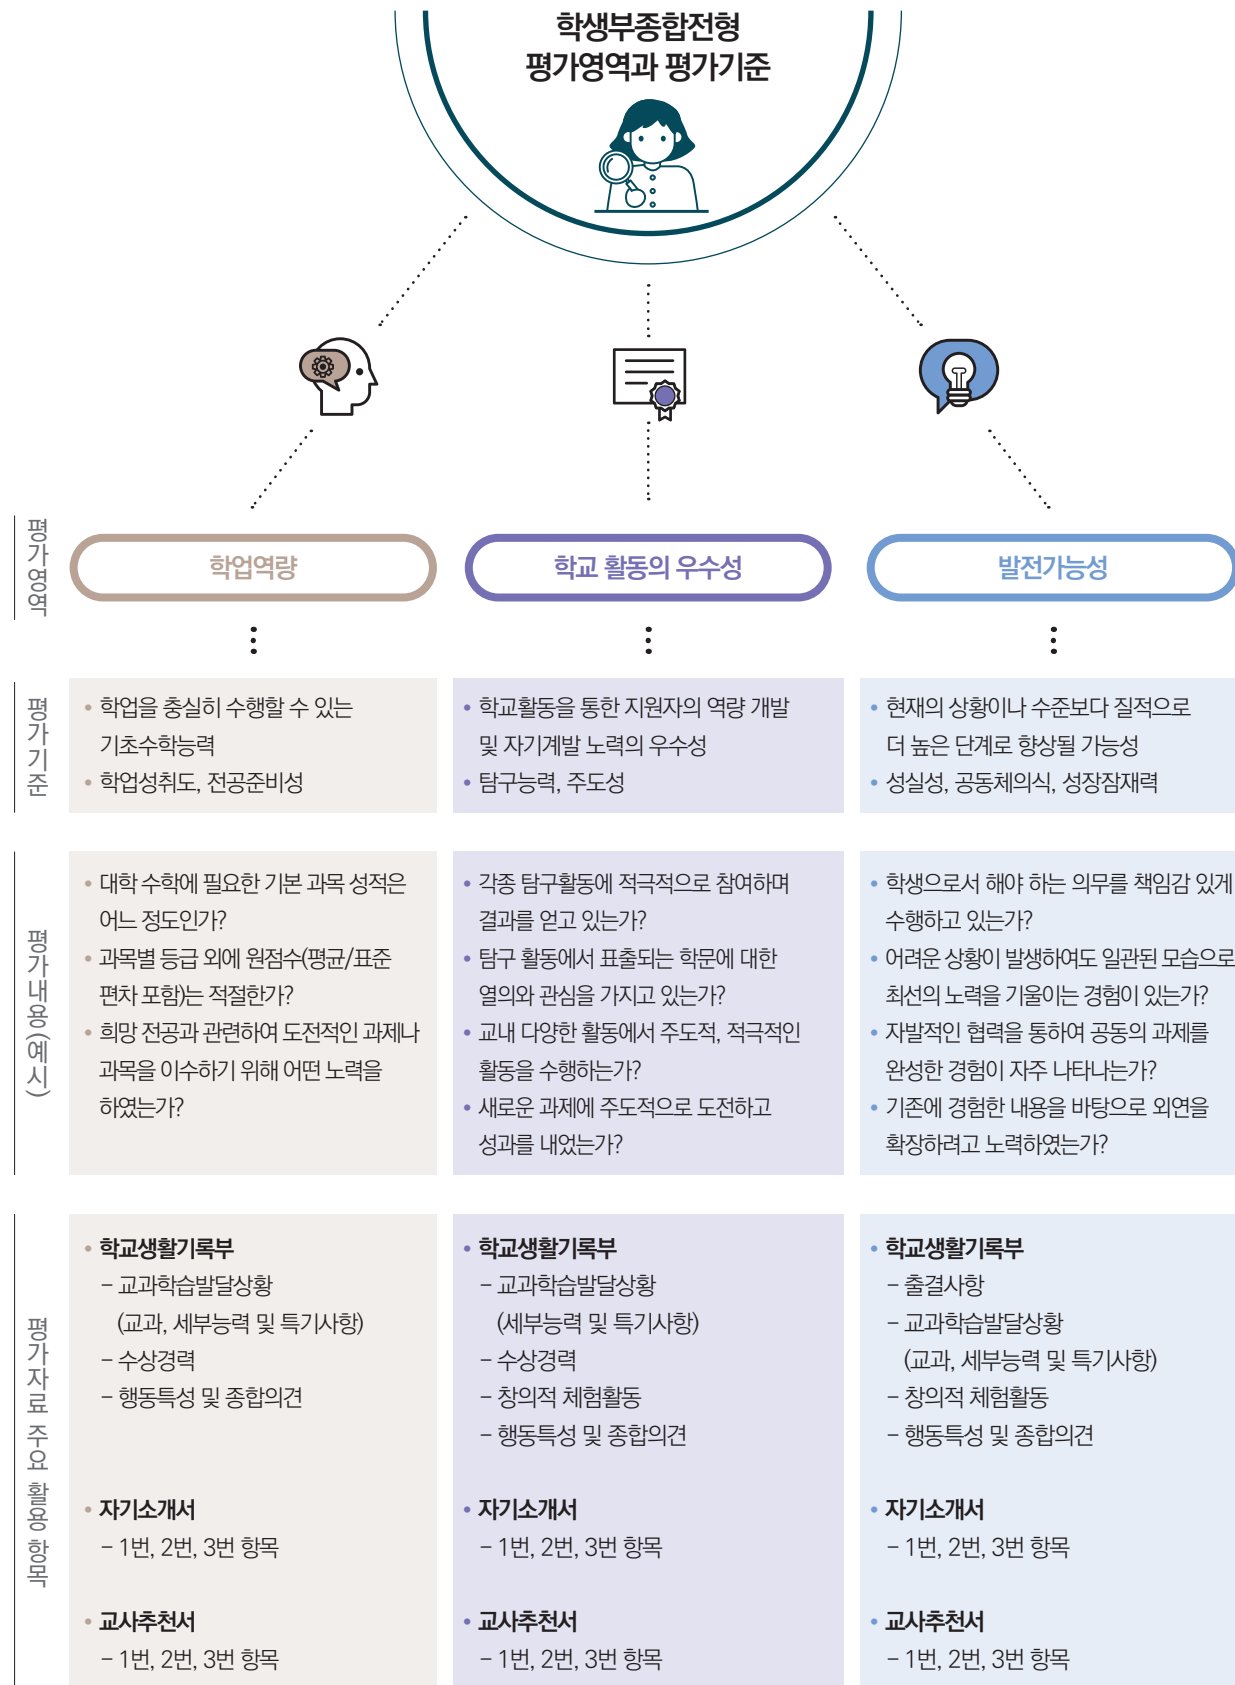 학생부종합전형
평가영역과 평가기준
평가영역
학업역량
학교 활동의 우수성
발전가능성
평가기준
• 학업을 충실히 수행할 수 있는
기초수학능력
• 학업성취도, 전공준비성
• 학교활동을 통한 지원자의 역량 개발
및 자기계발 노력의 우수성
• 탐구능력, 주도성
• 현재의 상황이나 수준보다 질적으로
더 높은 단계로 향상될 가능성
• 성실성, 공동체의식, 성장잠재력
평가내용(예시)
• 대학 수학에 필요한 기본 과목 성적은
어느 정도인가?
• 과목별 등급 외에 원점수(평균/표준
편차 포함)는 적절한가?
• 희망 전공과 관련하여 도전적인 과제나
과목을 이수하기 위해 어떤 노력을
하였는가?
• 각종 탐구활동에 적극적으로 참여하며
결과를 얻고 있는가?
• 탐구 활동에서 표출되는 학문에 대한
열의와 관심을 가지고 있는가?
• 교내 다양한 활동에서 주도적, 적극적인
활동을 수행하는가?
• 새로운 과제에 주도적으로 도전하고
성과를 내었는가?
• 학생으로서 해야 하는 의무를 책임감 있게
수행하고 있는가?
• 어려운 상황이 발생하여도 일관된 모습으로
최선의 노력을 기울이는 경험이 있는가?
• 자발적인 협력을 통하여 공동의 과제를
완성한 경험이 자주 나타나는가?
• 기존에 경험한 내용을 바탕으로 외연을
확장하려고 노력하였는가?
평가자료 주요 활용 항목
• 학교생활기록부
– 교과학습발달상황
(교과, 세부능력 및 특기사항)
– 수상경력
– 행동특성 및 종합의견
• 자기소개서
– 1번, 2번, 3번 항목
• 교사추천서
– 1번, 2번, 3번 항목
• 학교생활기록부
– 교과학습발달상황
(세부능력 및 특기사항)
– 수상경력
– 창의적 체험활동
– 행동특성 및 종합의견
• 자기소개서
– 1번, 2번, 3번 항목
• 교사추천서
– 1번, 2번, 3번 항목
• 학교생활기록부
– 출결사항
– 교과학습발달상황
(교과, 세부능력 및 특기사항)
– 창의적 체험활동
– 행동특성 및 종합의견
• 자기소개서
– 1번, 2번, 3번 항목
• 교사추천서
– 1번, 2번, 3번 항목